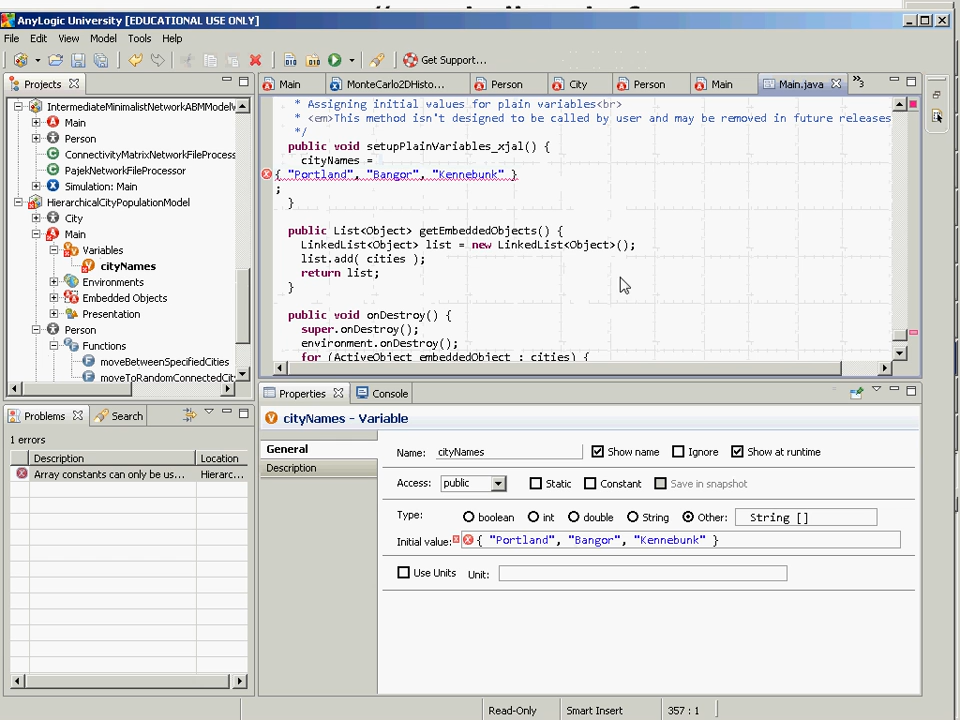 AnyLogic University [EDUCATIONAL USE ONLY]
File Edit View Model Tools Help
Get Support...
Projects
IntermediateMinimalistNetworkABMModelV
Main
Person
ConnectivityMatrixNetworkFileProcess
PajekNetworkFileProcessor
Simulation: Main
HierarchicalCityPopulationModel
City
Main
Variables
cityNames
Environments
Embedded Objects
Presentation
Person
Functions
moveBetweenSpecifiedCities
moveToRandomConnectedCit
Main MonteCarlo2DHisto... Person City Person Main Main.java 3
* Assigning initial values for plain variables<br>
* <em>This method isn't designed to be called by user and may be removed in future releases
*/
public void setupPlainVariables_xjal() {
cityNames =
{ "Portland", "Bangor", "Kennebunk" }
;
}
public List<Object> getEmbeddedObjects() {
LinkedList<Object> list = new LinkedList<Object>();
list.add( cities );
return list;
}
public void onDestroy() {
super.onDestroy();
environment.onDestroy();
for (ActiveObject embeddedObject : cities) {
Problems Search
1 errors
Description Location
Array constants can only be us... Hierarc...
Properties Console
cityNames - Variable
General
Description
Name: cityNames Show name Ignore Show at runtime
Access: public Static Constant Save in snapshot
Type: boolean int double String Other: String []
Initial value: { "Portland", "Bangor", "Kennebunk" }
Use Units Unit:
Read-Only Smart Insert 357 : 1